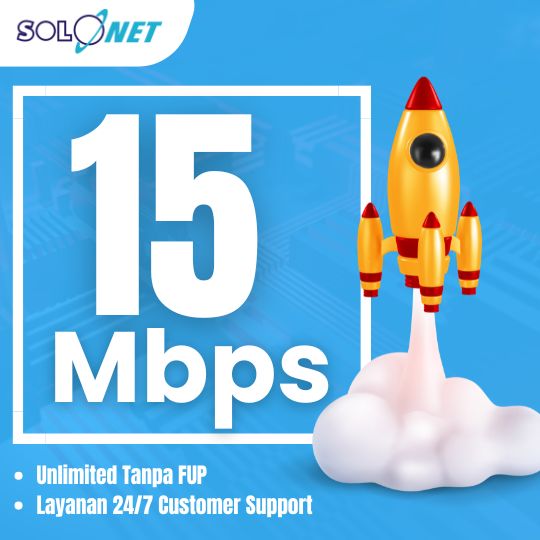 SOLONET
15
Mbps
• Unlimited Tanpa FUP
• Layanan 24/7 Customer Support